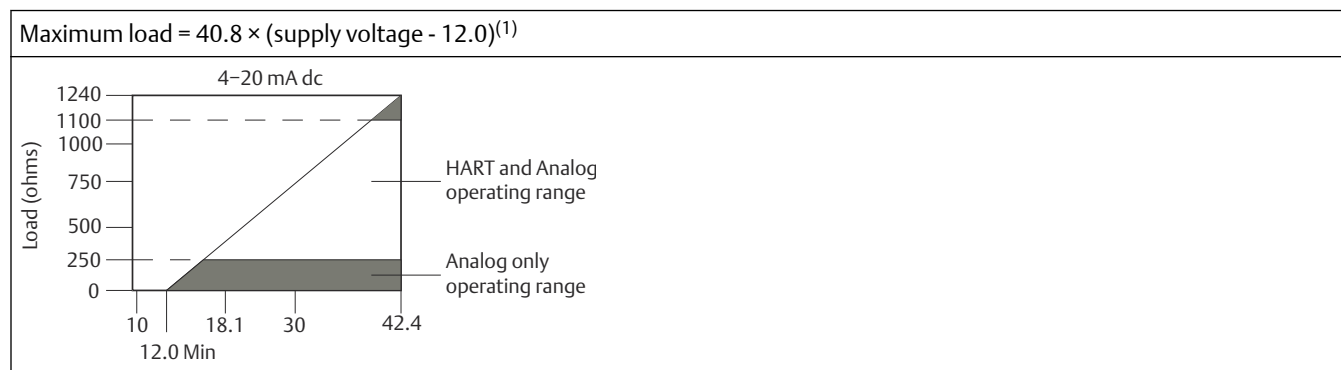 Maximum load = 40.8 × (supply voltage - 12.0)(1)
4–20 mA dc
Load (ohms)
1240
1100
1000
750
500
250
0
HART and Analog
operating range
Analog only
operating range
10
18.1
30
42.4
12.0 Min